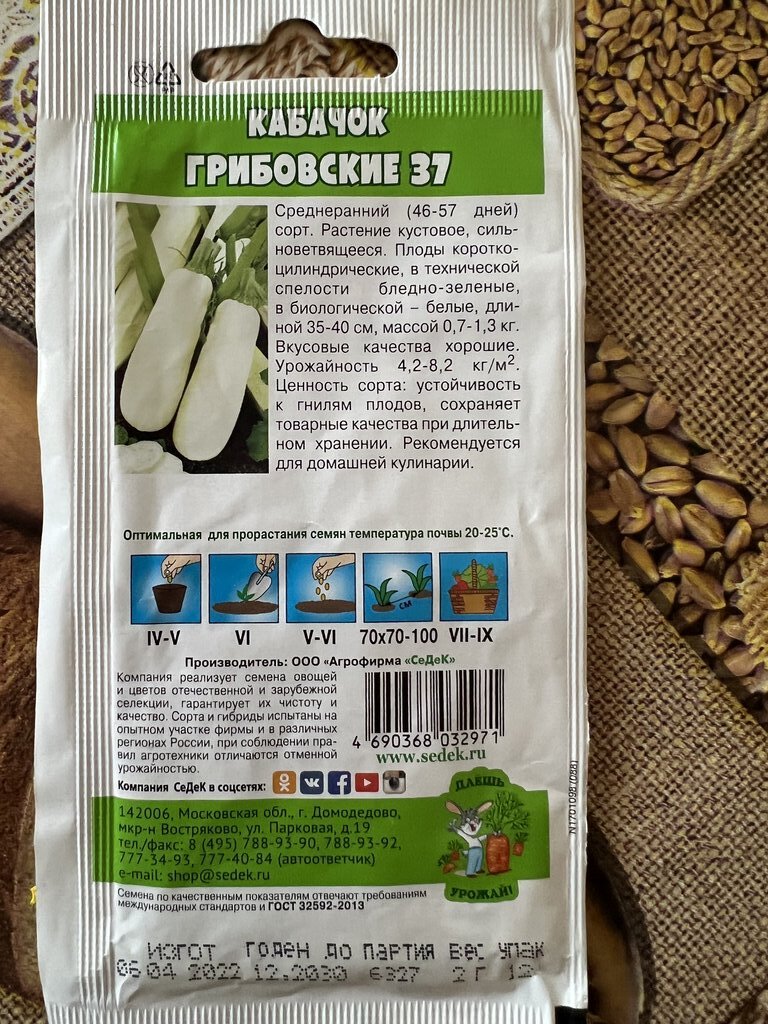 КАБАЧОК
ГРИБОВСКИЕ 37
Среднеранний (46-57 дней)
сорт. Растение кустовое, силь-
новетвящееся. Плоды коротко-
цилиндрические, в технической
спелости бледно-зеленые,
в биологической – белые, дли-
ной 35-40 см, массой 0,7-1,3 кг.
Вкусовые качества хорошие.
Урожайность 4,2-8,2 кг/м².
Ценность сорта: устойчивость
к гнилям плодов, сохраняет
товарные качества при длитель-
ном хранении. Рекомендуется
для домашней кулинарии.
Оптимальная для прорастания семян температура почвы 20-25°С.
см
IV-V VI V-VI 70х70-100 VII-IX
Производитель: ООО «Агрофирма «СеДеК»
Компания реализует семена овощей
и цветов отечественной и зарубежной
селекции, гарантирует их чистоту и
качество. Сорта и гибриды испытаны на
опытном участке фирмы и в различных
регионах России, при соблюдении пра-
вил агротехники отличаются отменной
урожайностью.
4 690368 032971
www.sedek.ru
Компания СеДеК в соцсетях:
142006, Московская обл., г. Домодедово,
мкр-н Востряково, ул. Парковая, д.19
тел./факс: 8 (495) 788-93-90, 788-93-92,
777-34-93, 777-40-84 (автоответчик)
e-mail: shop@sedek.ru
ДАЕШЬ
УРОЖАЙ!
N1701098 (088)
Семена по качественным показателям отвечают требованиям
международных стандартов и ГОСТ 32592-2013
ИЗГОТ ГОДЕН ДО ПАРТИЯ ВЕС УПАК
06 04 2022 12.2030 6327 2 Г 12